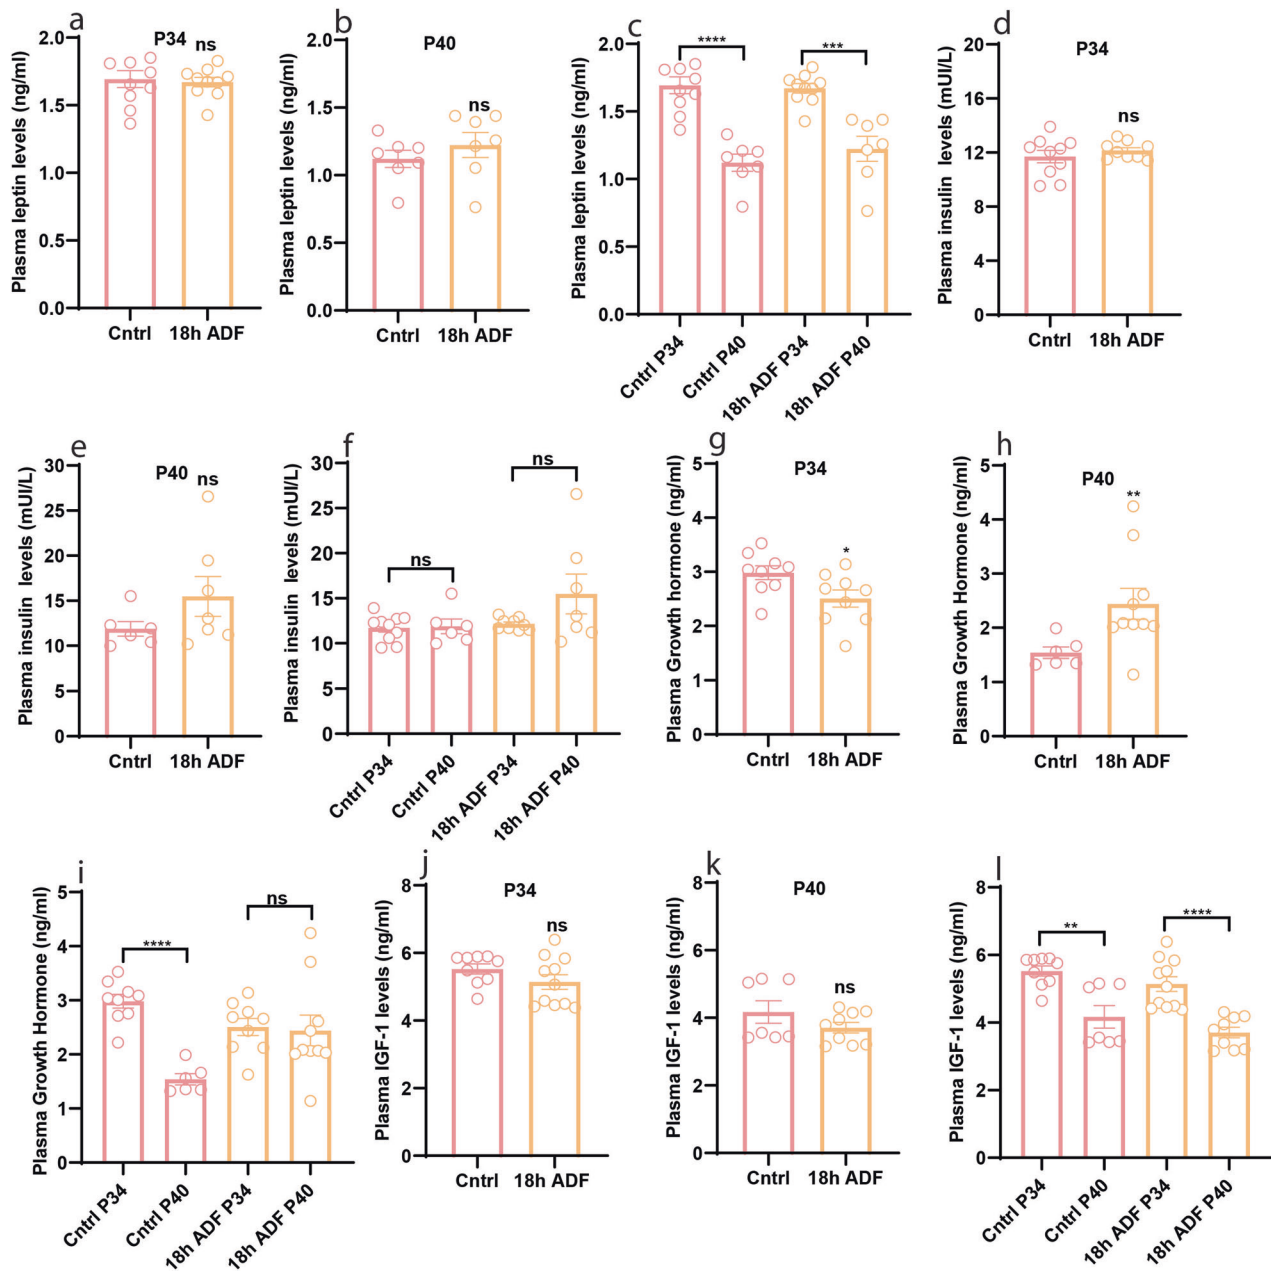 a
P34
ns
Plasma leptin levels (ng/ml)
2.0
1.5
1.0
0.5
0.0
Cntrl
18h ADF
b
P40
ns
Plasma leptin levels (ng/ml)
2.0
1.5
1.0
0.5
0.0
Cntrl
18h ADF
c
****
***
Plasma leptin levels (ng/ml)
2.0
1.5
1.0
0.5
0.0
Cntrl P34
Cntrl P40
18h ADF P34
18h ADF P40
d
P34
ns
Plasma insulin levels (mUI/L)
20
16
12
8
4
0
Cntrl
18h ADF
e
P40
ns
Plasma insulin levels (mUI/L)
30
25
20
15
10
5
0
Cntrl
18h ADF
f
ns
ns
Plasma insulin levels (mUI/L)
30
25
20
15
10
5
0
Cntrl P34
Cntrl P40
18h ADF P34
18h ADF P40
g
P34
*
Plasma Growth hormone (ng/ml)
5
4
3
2
1
0
Cntrl
18h ADF
h
P40
**
Plasma Growth Hormone (ng/ml)
5
4
3
2
1
0
Cntrl
18h ADF
i
****
ns
Plasma Growth Hormone (ng/ml)
5
4
3
2
1
0
Cntrl P34
Cntrl P40
18h ADF P34
18h ADF P40
j
P34
ns
Plasma IGF-1 levels (ng/ml)
8
6
4
2
0
Cntrl
18h ADF
k
P40
ns
Plasma IGF-1 levels (ng/ml)
8
6
4
2
0
Cntrl
18h ADF
l
**
****
Plasma IGF-1 levels (ng/ml)
8
6
4
2
0
Cntrl P34
Cntrl P40
18h ADF P34
18h ADF P40